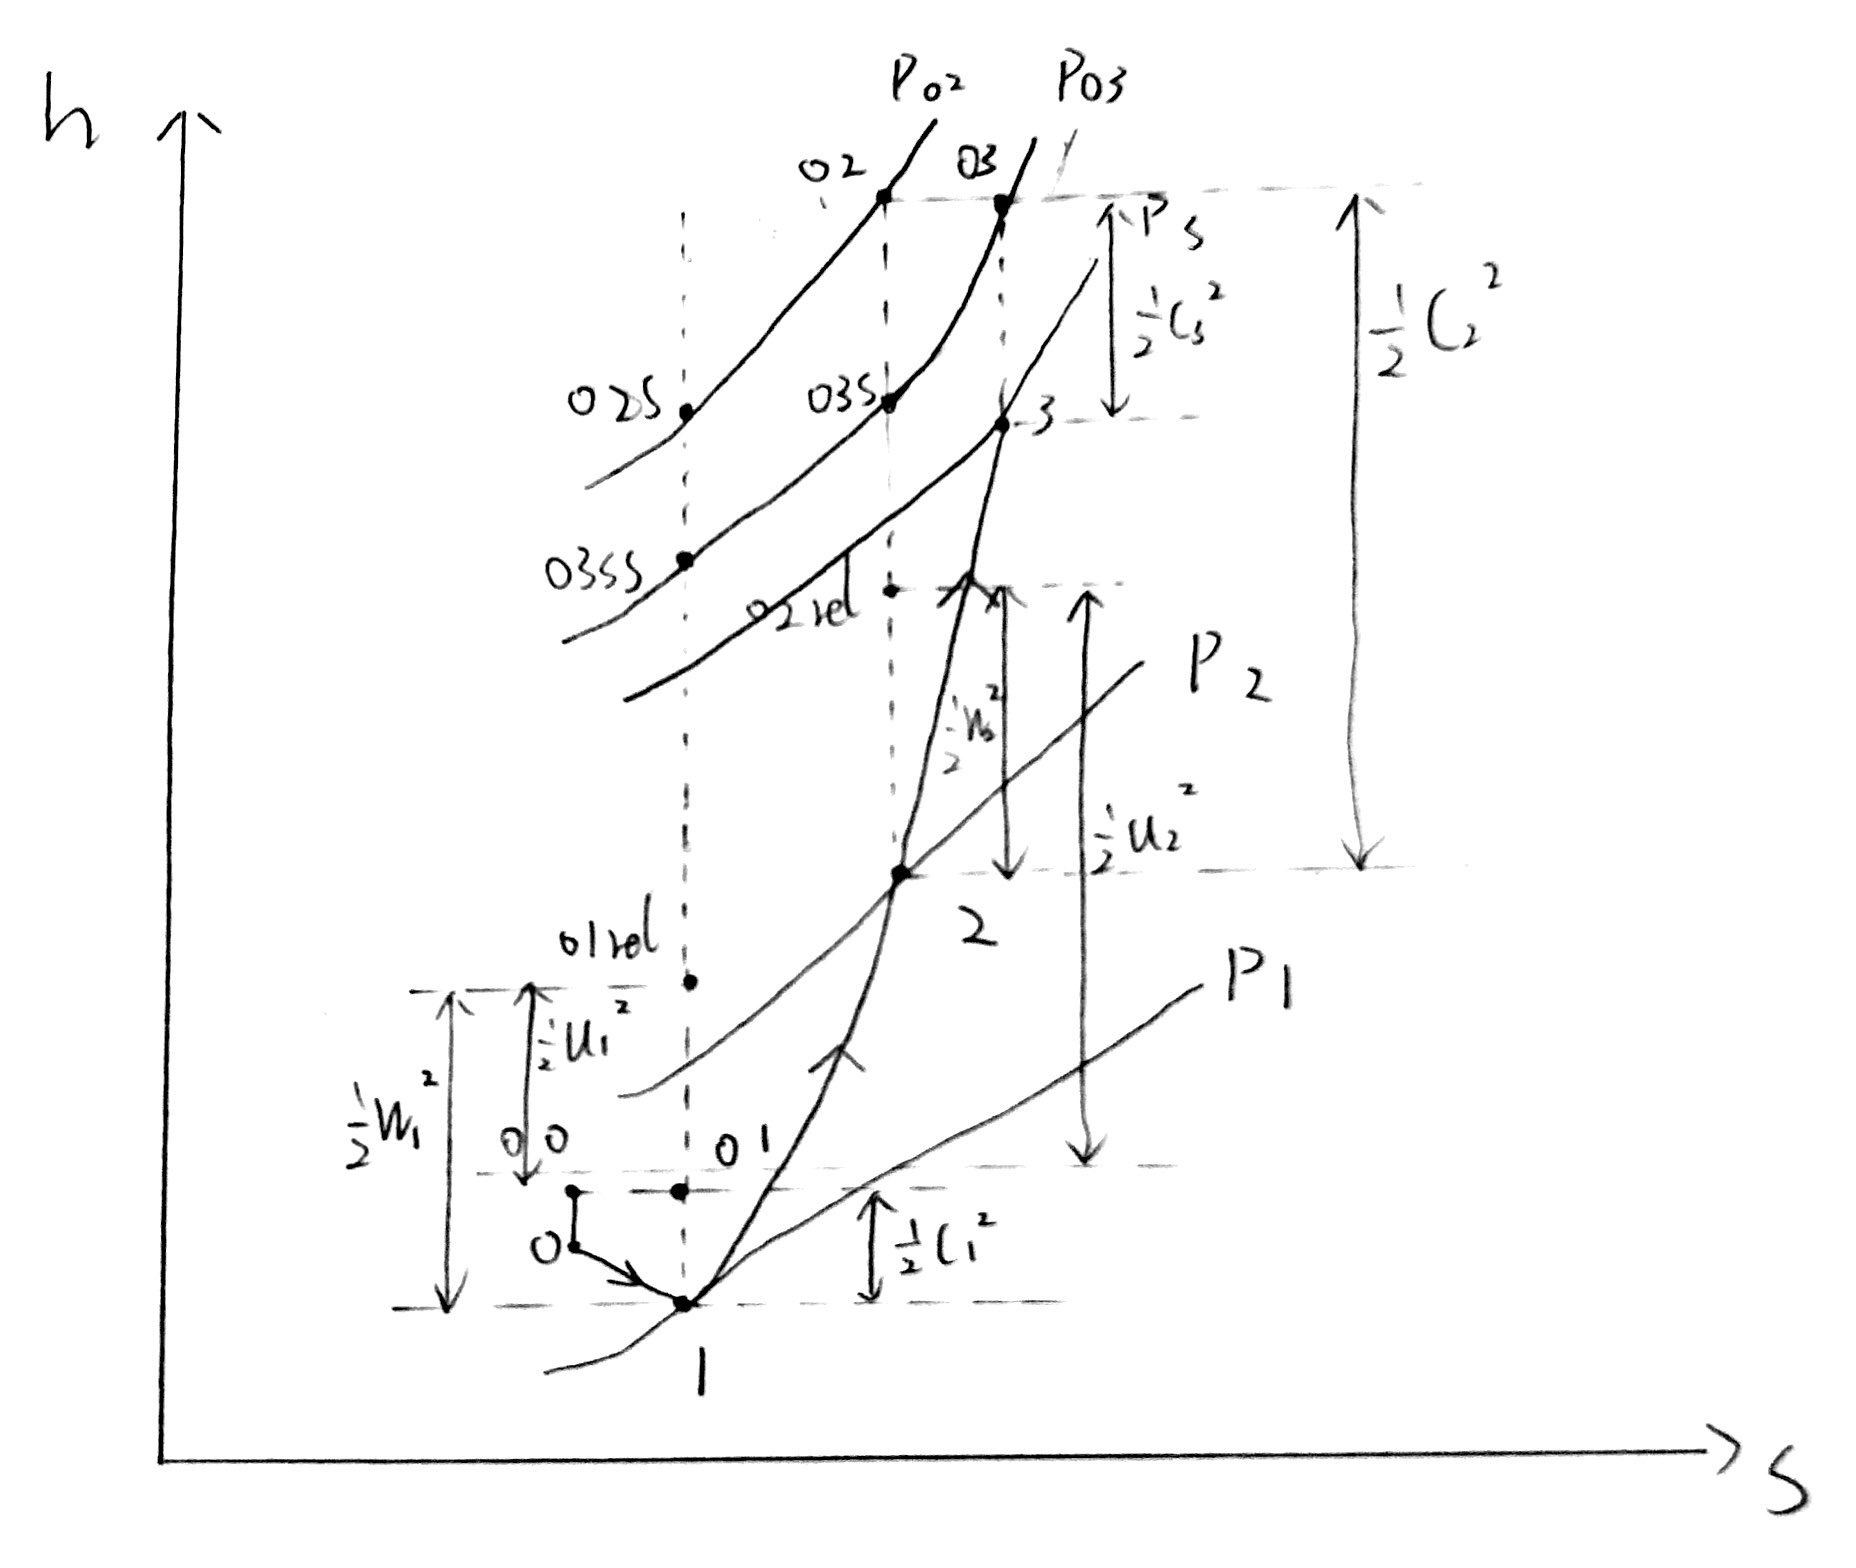 h
P02
P03
02
03
P3
½C3²
½C2²
02S
03S
3
03SS
02rel
P2
½W2²
½U2²
01rel
2
P1
½U1²
½W1²
00
01
0
½C1²
1
S